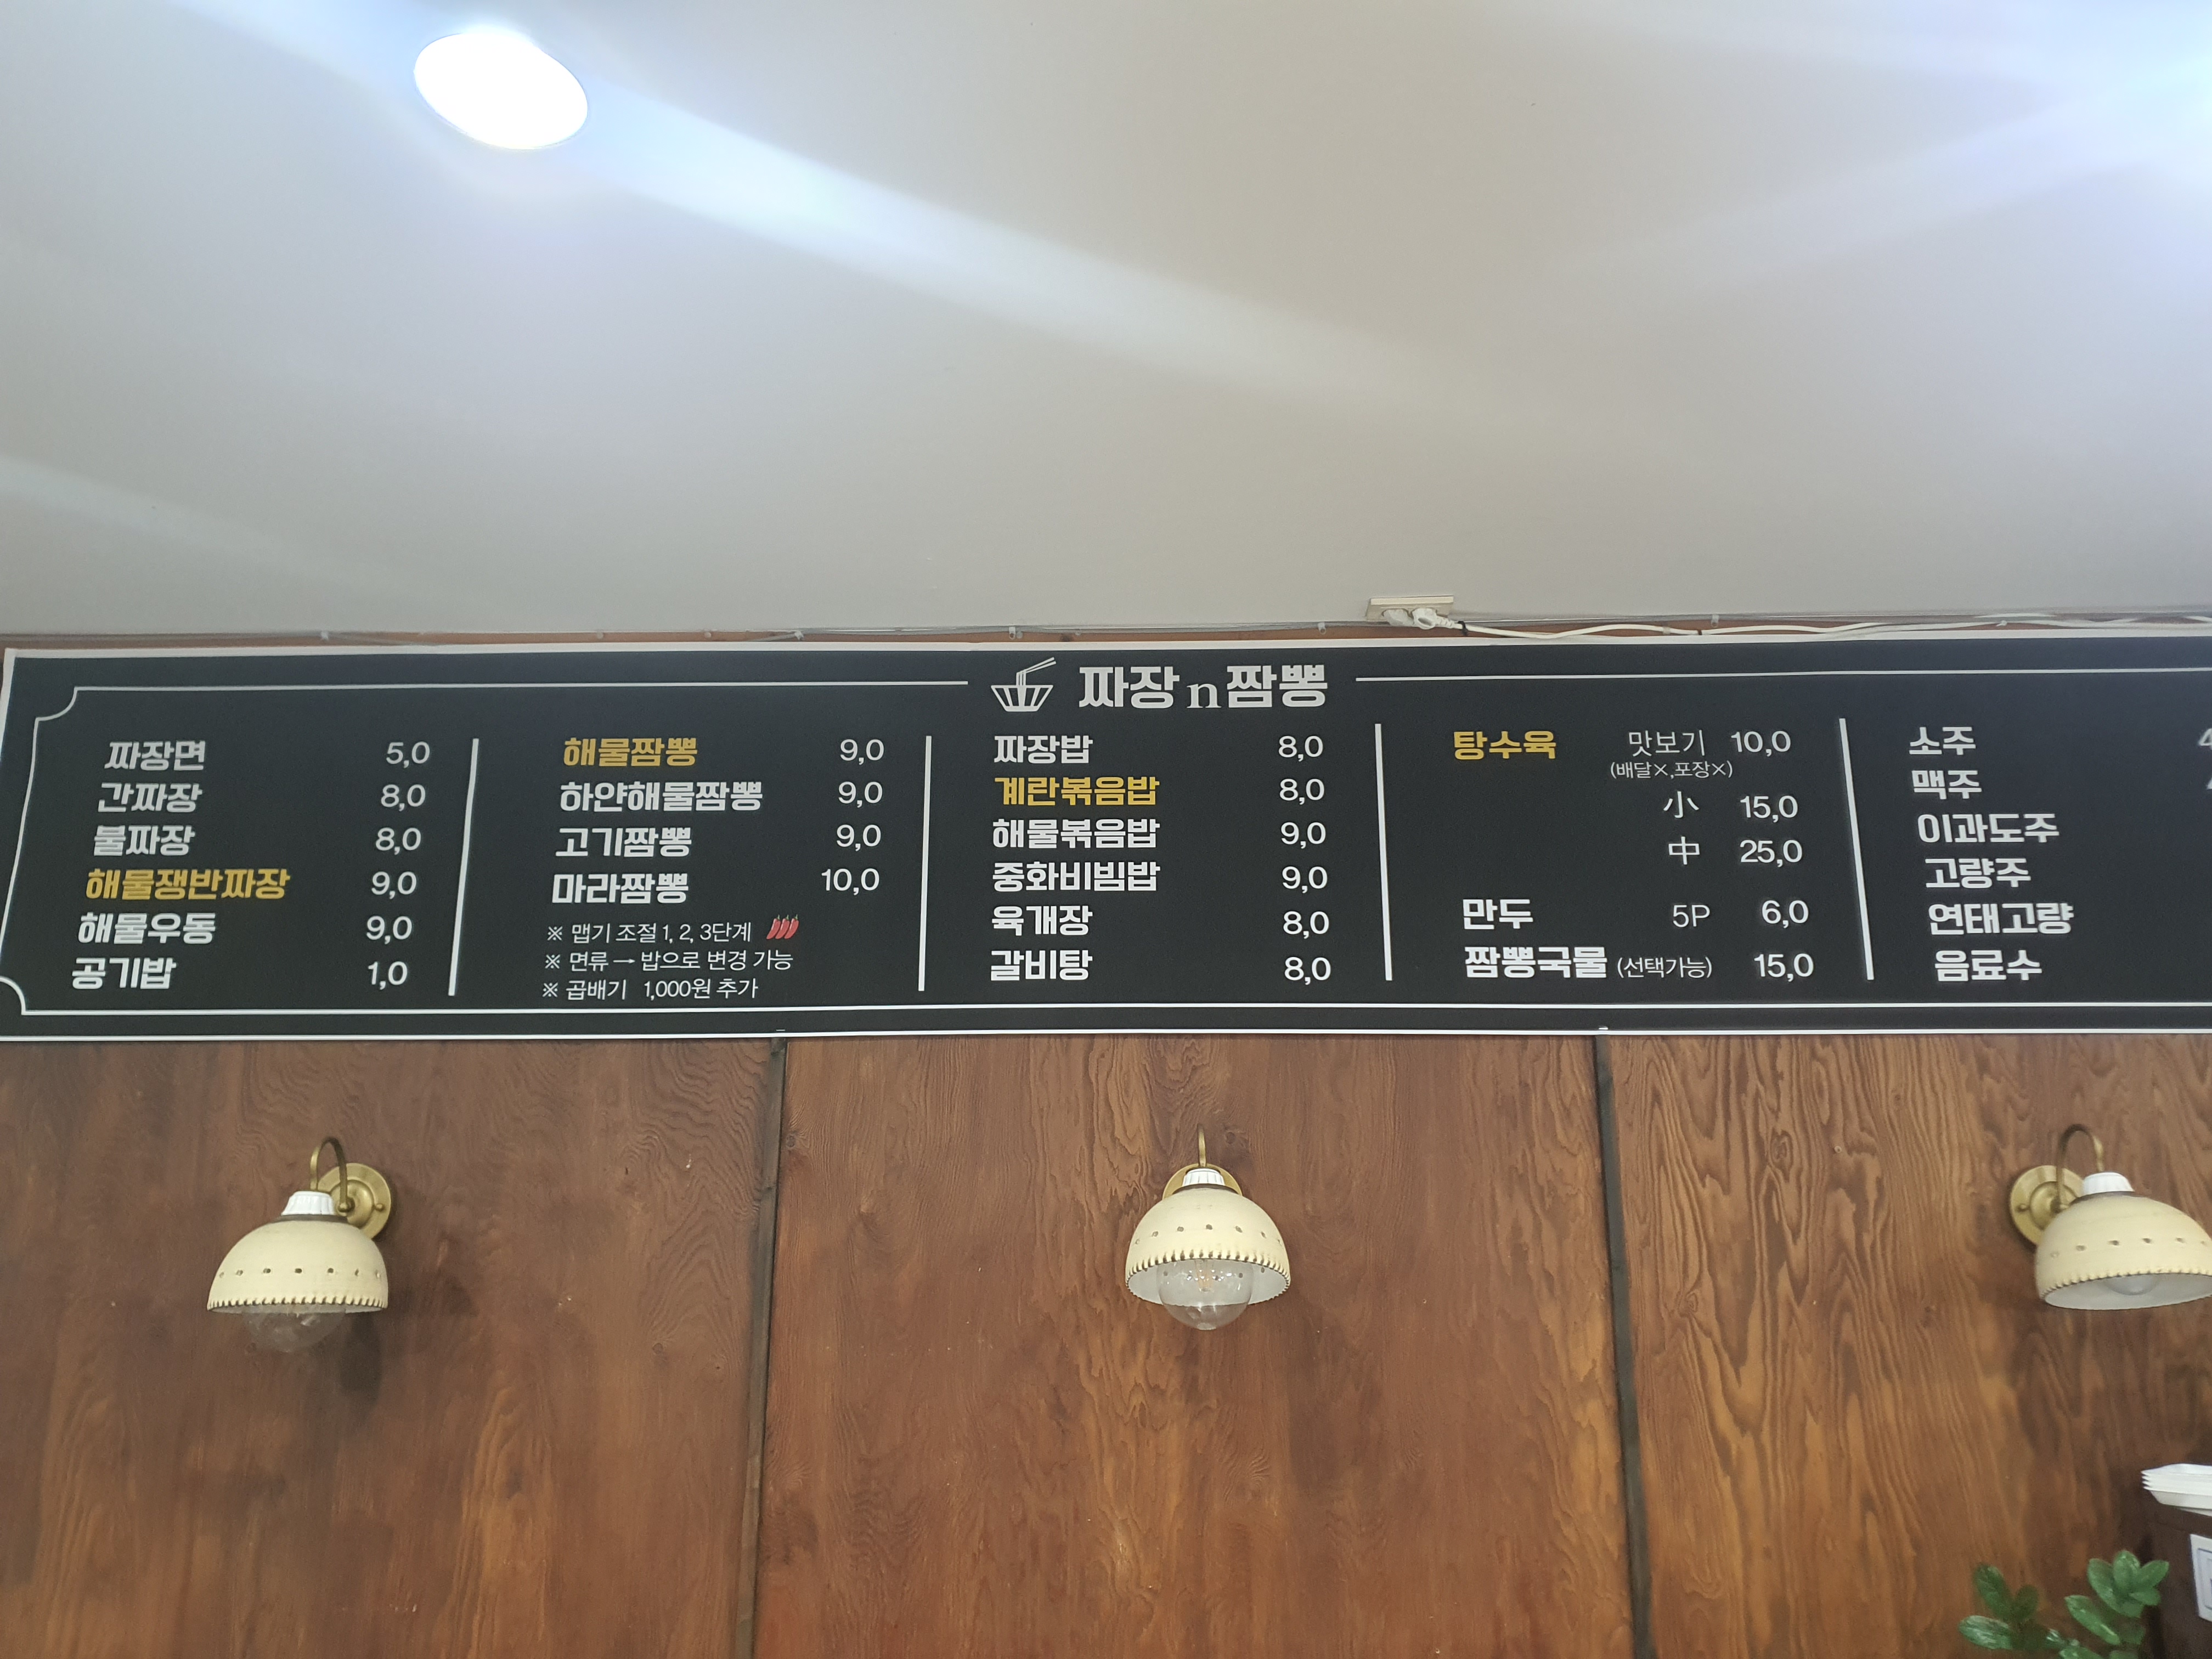 짜장n짬뽕
짜장면 5,0
간짜장 8,0
불짜장 8,0
해물쟁반짜장 9,0
해물우동 9,0
공기밥 1,0
해물짬뽕 9,0
하얀해물짬뽕 9,0
고기짬뽕 9,0
마라짬뽕 10,0
※ 맵기 조절 1, 2, 3단계
※ 면류 → 밥으로 변경 가능
※ 곱배기 1,000원 추가
짜장밥 8,0
계란볶음밥 8,0
해물볶음밥 9,0
중화비빔밥 9,0
육개장 8,0
갈비탕 8,0
탕수육 맛보기 10,0
(배달×,포장×)
小 15,0
中 25,0
만두 5P 6,0
짬뽕국물 (선택가능) 15,0
소주
맥주
이과도주
고량주
연태고량
음료수